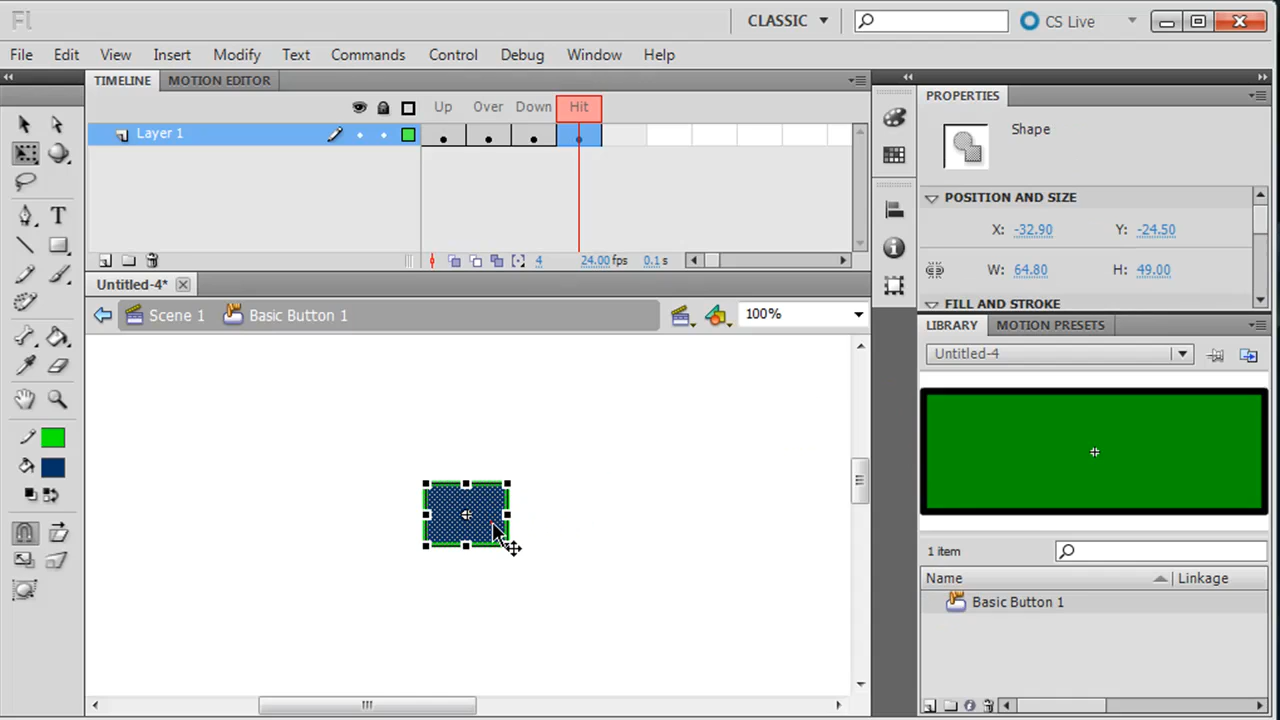 Fl CLASSIC CS Live
File Edit View Insert Modify Text Commands Control Debug Window Help
TIMELINE MOTION EDITOR
Up Over Down Hit
Layer 1
4 24.00 fps 0.1 s
Untitled-4*
Scene 1 Basic Button 1 100%
PROPERTIES
Shape
POSITION AND SIZE
X: -32.90 Y: -24.50
W: 64.80 H: 49.00
FILL AND STROKE
LIBRARY MOTION PRESETS
Untitled-4
1 item
Name Linkage
Basic Button 1